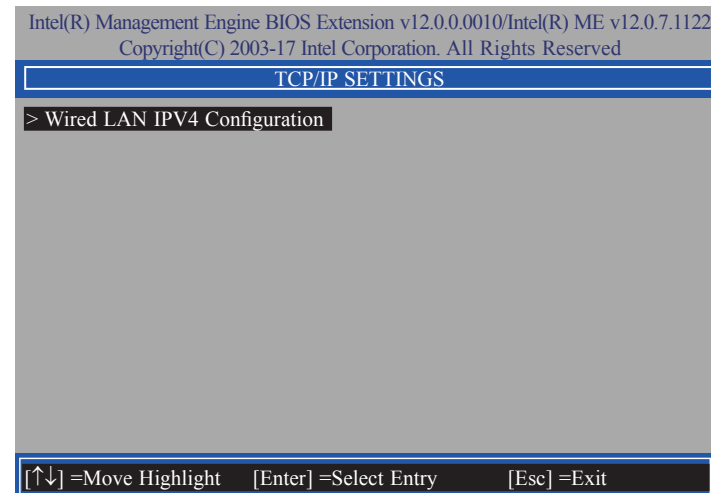 Intel(R) Management Engine BIOS Extension v12.0.0.0010/Intel(R) ME v12.0.7.1122
Copyright(C) 2003-17 Intel Corporation. All Rights Reserved
TCP/IP SETTINGS
> Wired LAN IPV4 Configuration
[↑↓] =Move Highlight [Enter] =Select Entry [Esc] =Exit